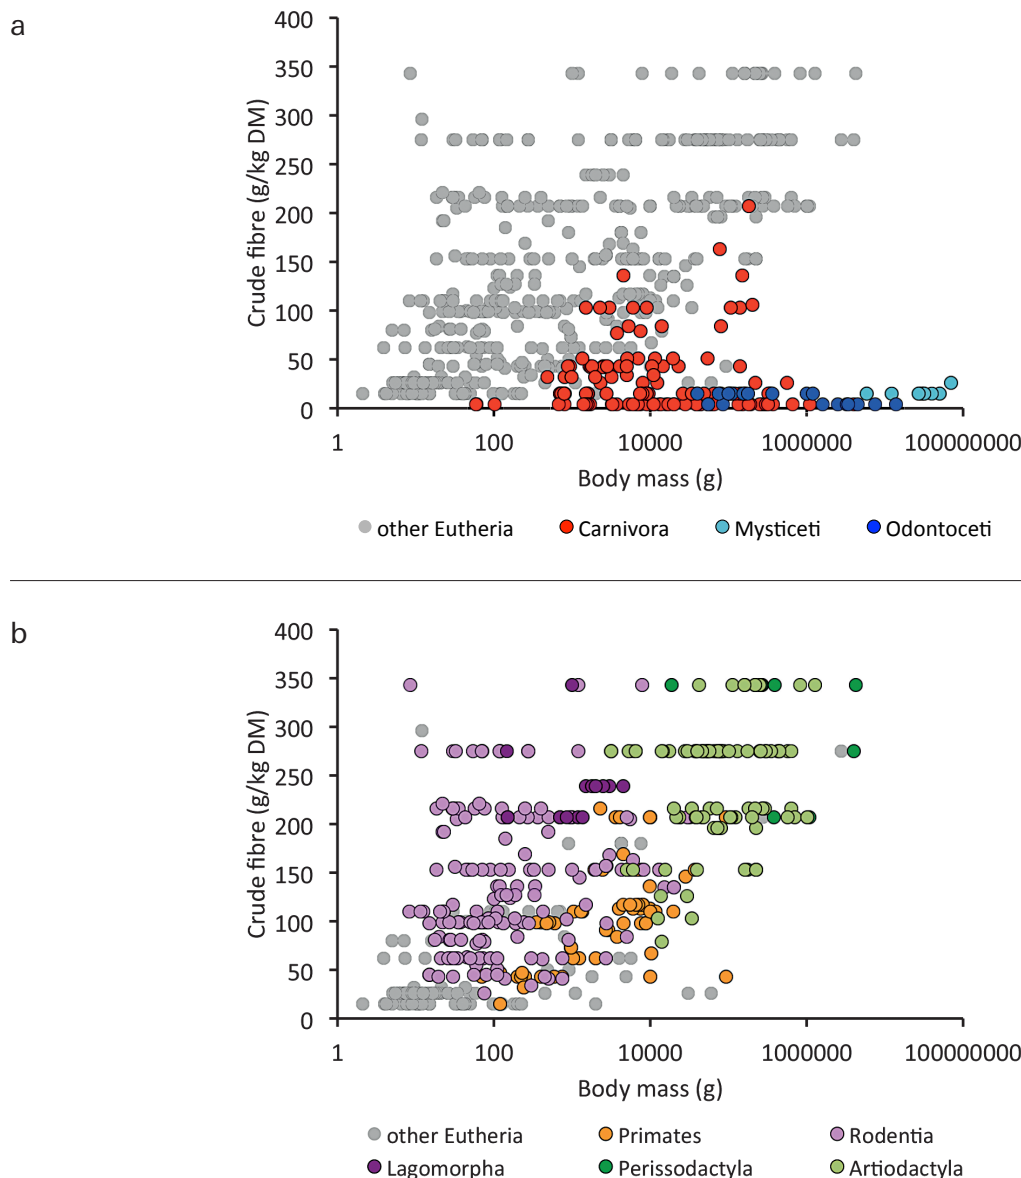 a
400
350
300
250
200
150
100
50
0
Crude fibre (g/kg DM)
1 100 10000 1000000 100000000
Body mass (g)
other Eutheria Carnivora Mysticeti Odontoceti
b
400
350
300
250
200
150
100
50
0
Crude fibre (g/kg DM)
1 100 10000 1000000 100000000
Body mass (g)
other Eutheria Primates Rodentia
Lagomorpha Perissodactyla Artiodactyla